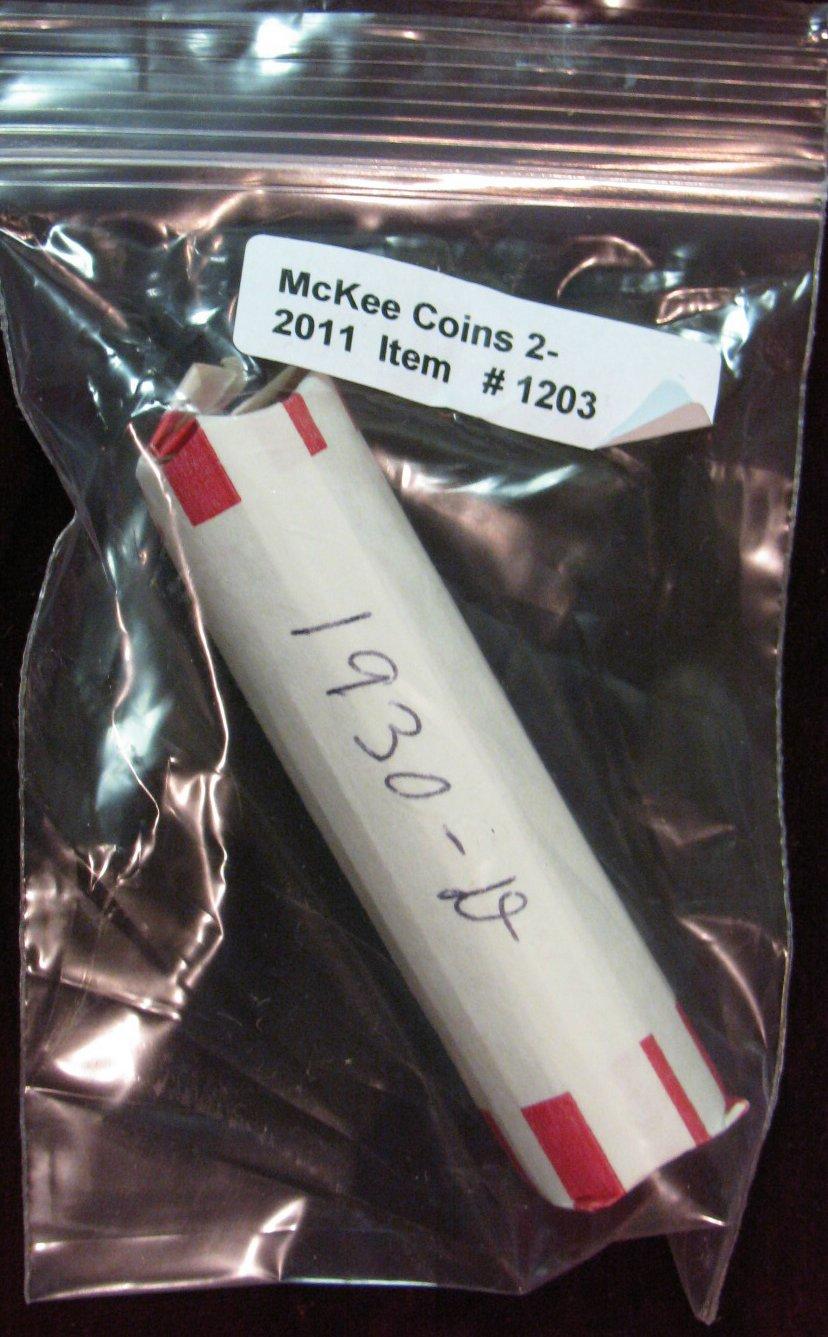 McKee Coins 2-
2011 Item # 1203
1930-D